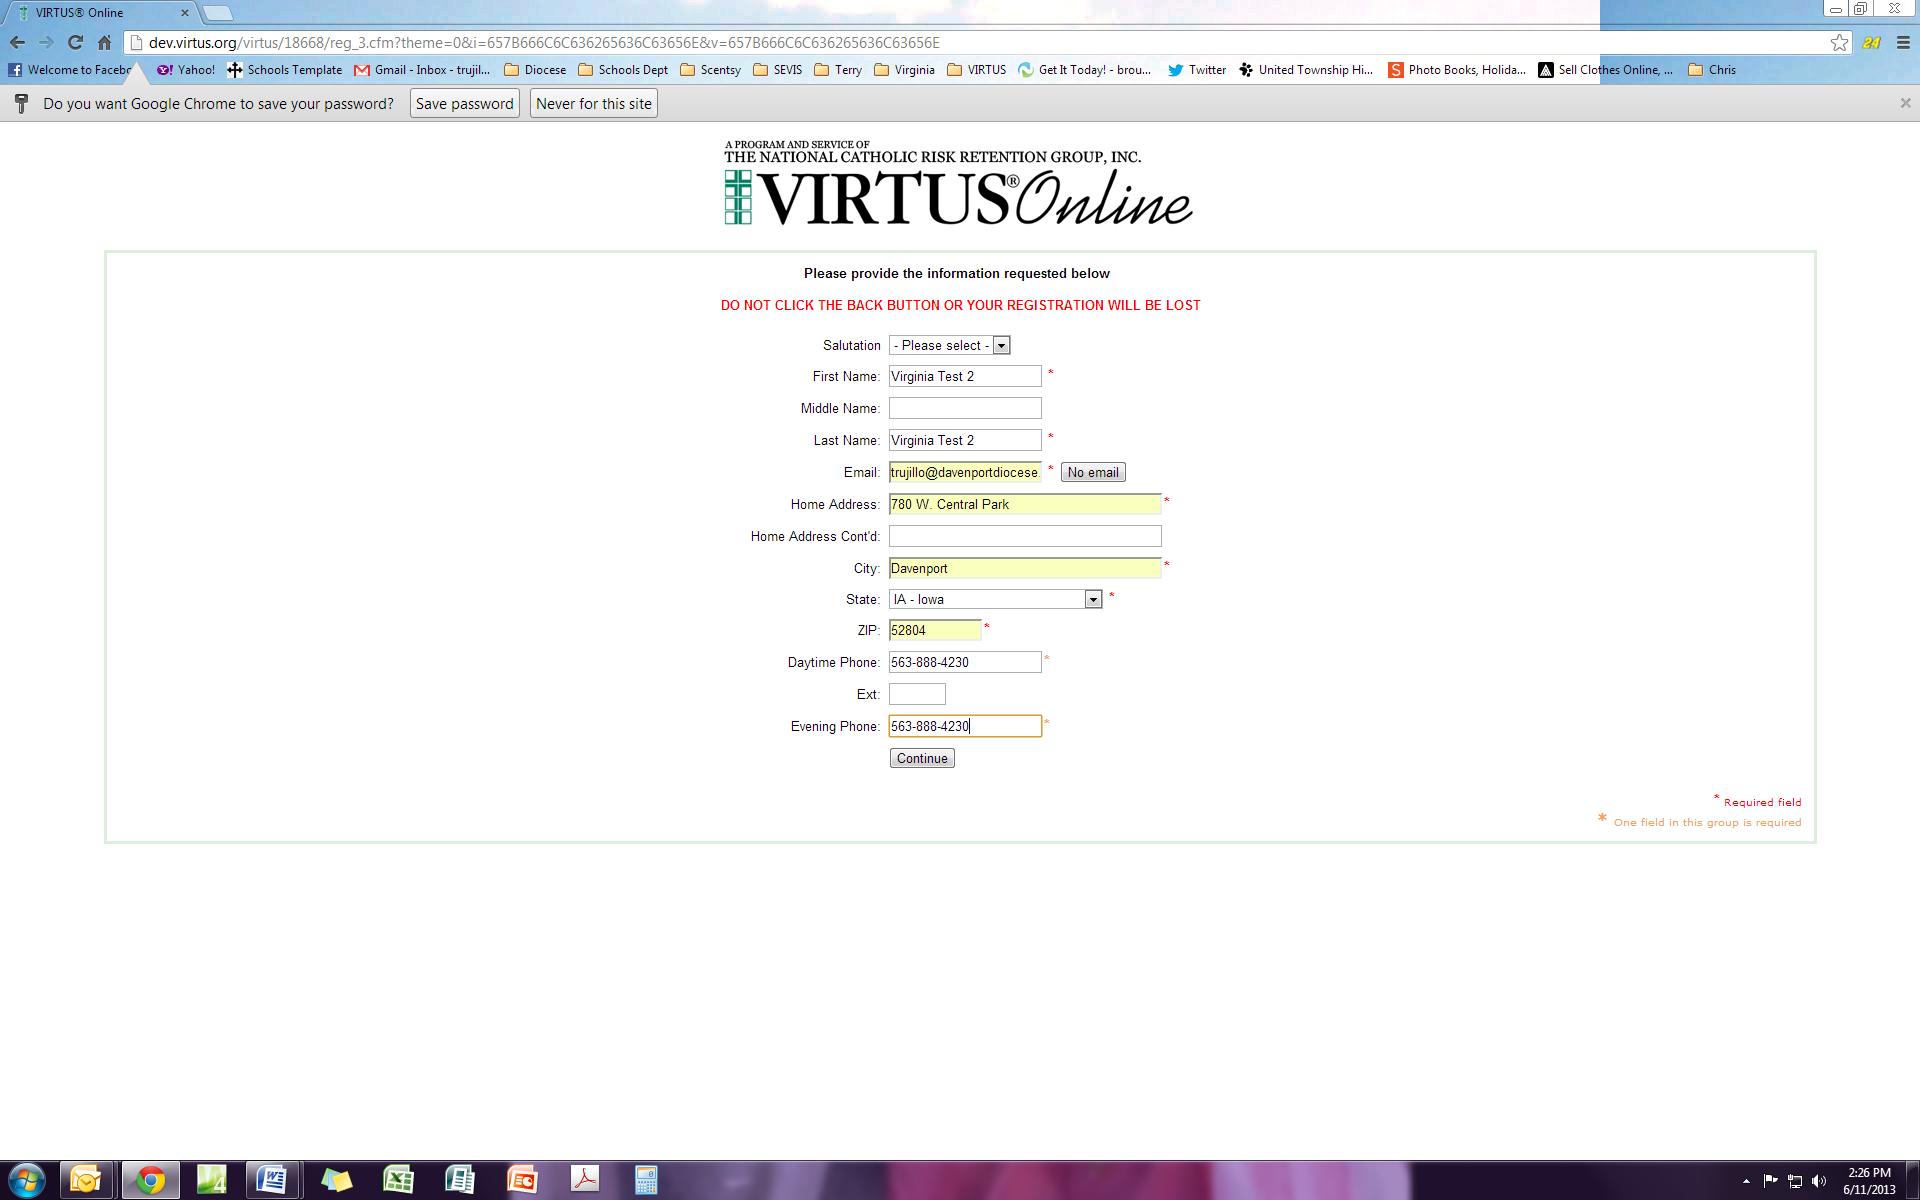 VIRTUS® Online
dev.virtus.org/virtus/18668/reg_3.cfm?theme=0&i=657B666C6C636265636C63656E&v=657B666C6C636265636C63656E
24
Welcome to Facebo Yahoo! Schools Template Gmail - Inbox - trujil... Diocese Schools Dept Scentsy SEVIS Terry Virginia VIRTUS Get It Today! - brou... Twitter United Township Hi... Photo Books, Holida... Sell Clothes Online, ... Chris
Do you want Google Chrome to save your password? Save password Never for this site
A PROGRAM AND SERVICE OF
THE NATIONAL CATHOLIC RISK RETENTION GROUP, INC.
VIRTUS® Online
Please provide the information requested below
DO NOT CLICK THE BACK BUTTON OR YOUR REGISTRATION WILL BE LOST
Salutation - Please select -
First Name: Virginia Test 2 *
Middle Name:
Last Name: Virginia Test 2 *
Email: trujillo@davenportdiocese. * No email
Home Address: 780 W. Central Park *
Home Address Cont'd:
City: Davenport *
State: IA - Iowa *
ZIP: 52804 *
Daytime Phone: 563-888-4230 *
Ext:
Evening Phone: 563-888-4230 *
Continue
* Required field
* One field in this group is required
2:26 PM
6/11/2013